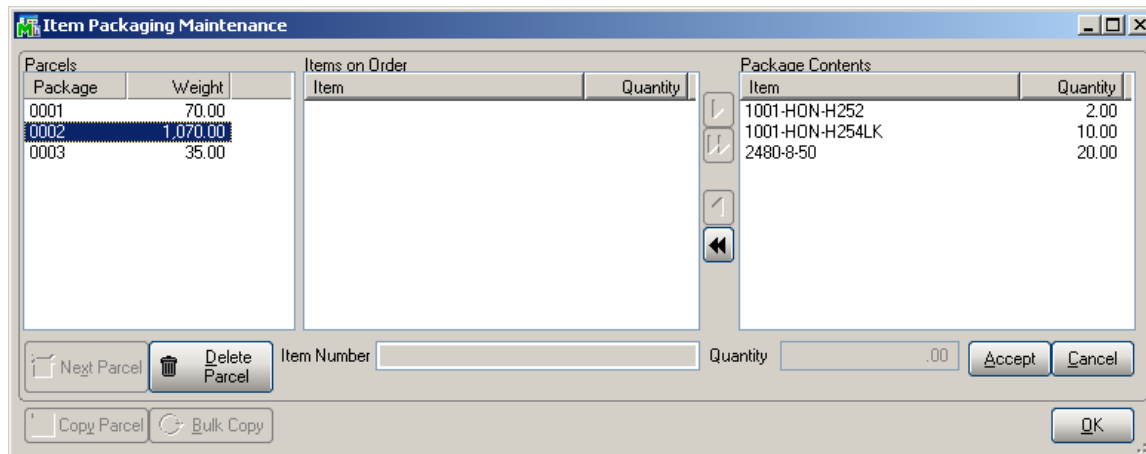 Item Packaging Maintenance
Parcels Items on Order Package Contents
Package Weight Item Quantity Item Quantity
0001 70.00 1001-HON-H252 2.00
0002 1,070.00 1001-HON-H254LK 10.00
0003 35.00 2480-8-50 20.00
Next Parcel Delete Parcel Item Number Quantity .00 Accept Cancel
Copy Parcel Bulk Copy OK